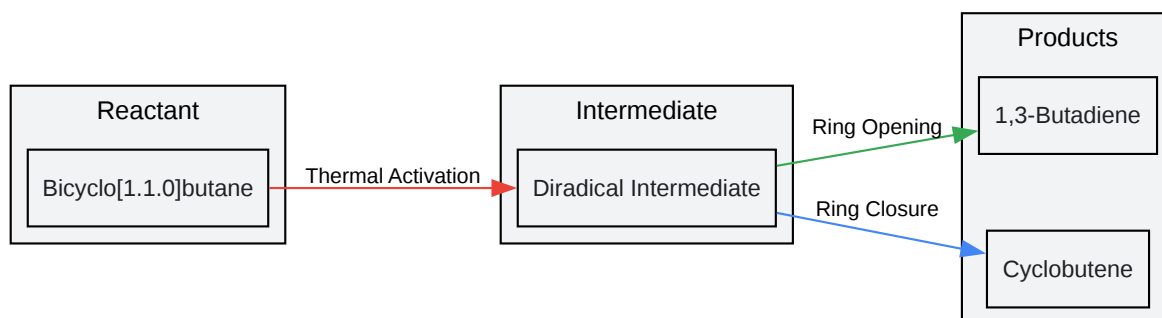 Reactant
Bicyclo[1.1.0]butane
Thermal Activation
Intermediate
Diradical Intermediate
Ring Opening
Ring Closure
Products
1,3-Butadiene
Cyclobutene